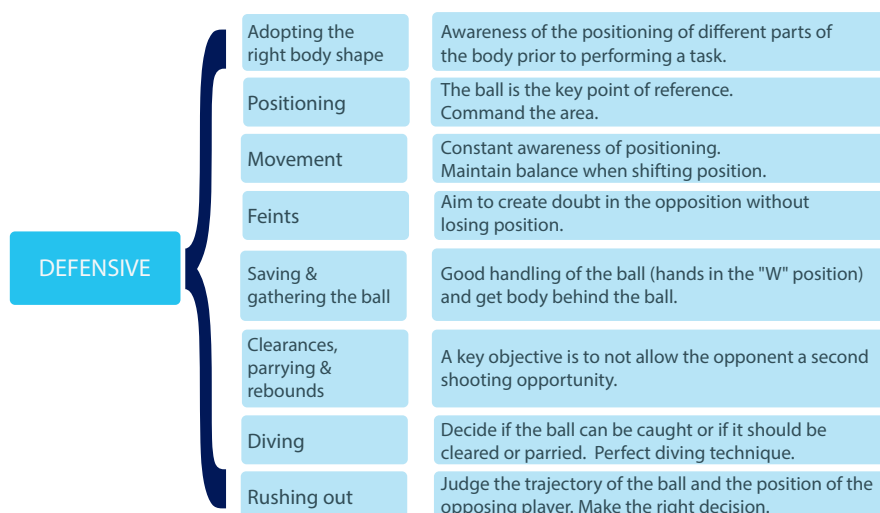 DEFENSIVE
Adopting the
right body shape
Awareness of the positioning of different parts of
the body prior to performing a task.
Positioning
The ball is the key point of reference.
Command the area.
Movement
Constant awareness of positioning.
Maintain balance when shifting position.
Feints
Aim to create doubt in the opposition without
losing position.
Saving &
gathering the ball
Good handling of the ball (hands in the "W" position)
and get body behind the ball.
Clearances,
parrying &
rebounds
A key objective is to not allow the opponent a second
shooting opportunity.
Diving
Decide if the ball can be caught or if it should be
cleared or parried. Perfect diving technique.
Rushing out
Judge the trajectory of the ball and the position of the
opposing player. Make the right decision.